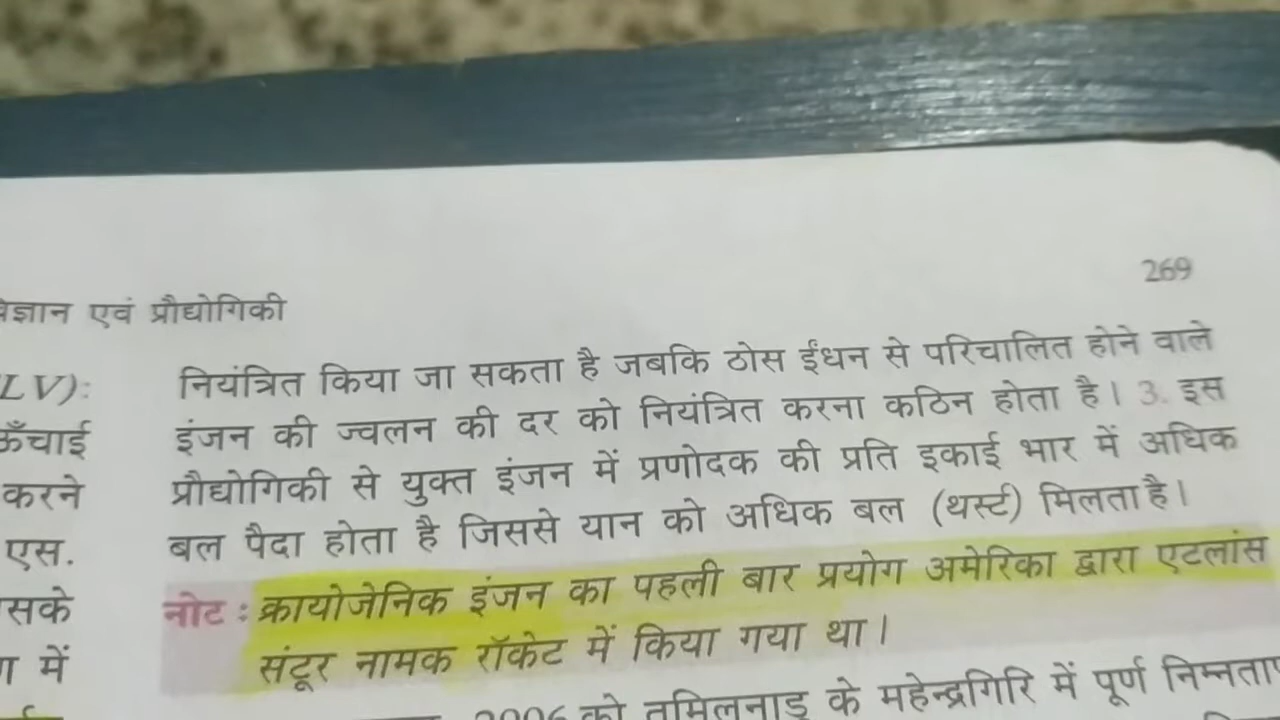 269
विज्ञान एवं प्रौद्योगिकी
LV):
ऊँचाई
करने
एस.
सके
में
नियंत्रित किया जा सकता है जबकि ठोस ईंधन से परिचालित होने वाले
इंजन की ज्वलन की दर को नियंत्रित करना कठिन होता है। 3. इस
प्रौद्योगिकी से युक्त इंजन में प्रणोदक की प्रति इकाई भार में अधिक
बल पैदा होता है जिससे यान को अधिक बल (थर्स्ट) मिलता है।
नोट : क्रायोजेनिक इंजन का पहली बार प्रयोग अमेरिका द्वारा एटलांस
संटूर नामक रॉकेट में किया गया था।
2006 को तमिलनाडु के महेन्द्रगिरि में पूर्ण